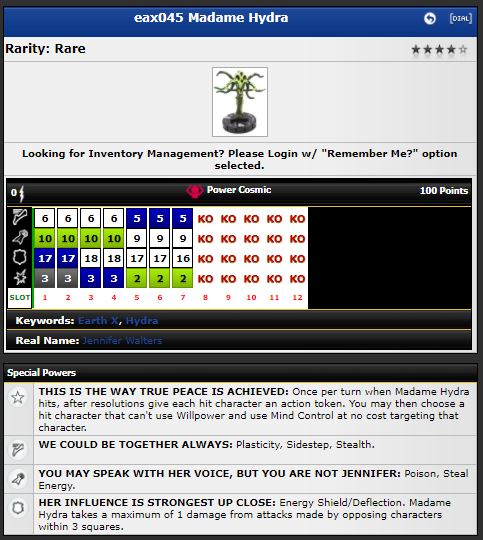 eax045 Madame Hydra [DIAL]
Rarity: Rare
Looking for Inventory Management? Please Login w/ "Remember Me?" option
selected.
0 Power Cosmic 100 Points
6 6 6 6 5 5 5 KO KO KO KO KO
10 10 10 10 9 9 9 KO KO KO KO KO
17 17 18 18 17 17 16 KO KO KO KO KO
3 3 3 3 2 2 2 KO KO KO KO KO
SLOT 1 2 3 4 5 6 7 8 9 10 11 12
Keywords: Earth X, Hydra
Real Name: Jennifer Walters
Special Powers
THIS IS THE WAY TRUE PEACE IS ACHIEVED: Once per turn when Madame Hydra
hits, after resolutions give each hit character an action token. You may then choose a
hit character that can't use Willpower and use Mind Control at no cost targeting that
character.
WE COULD BE TOGETHER ALWAYS: Plasticity, Sidestep, Stealth.
YOU MAY SPEAK WITH HER VOICE, BUT YOU ARE NOT JENNIFER: Poison, Steal
Energy.
HER INFLUENCE IS STRONGEST UP CLOSE: Energy Shield/Deflection. Madame
Hydra takes a maximum of 1 damage from attacks made by opposing characters
within 3 squares.